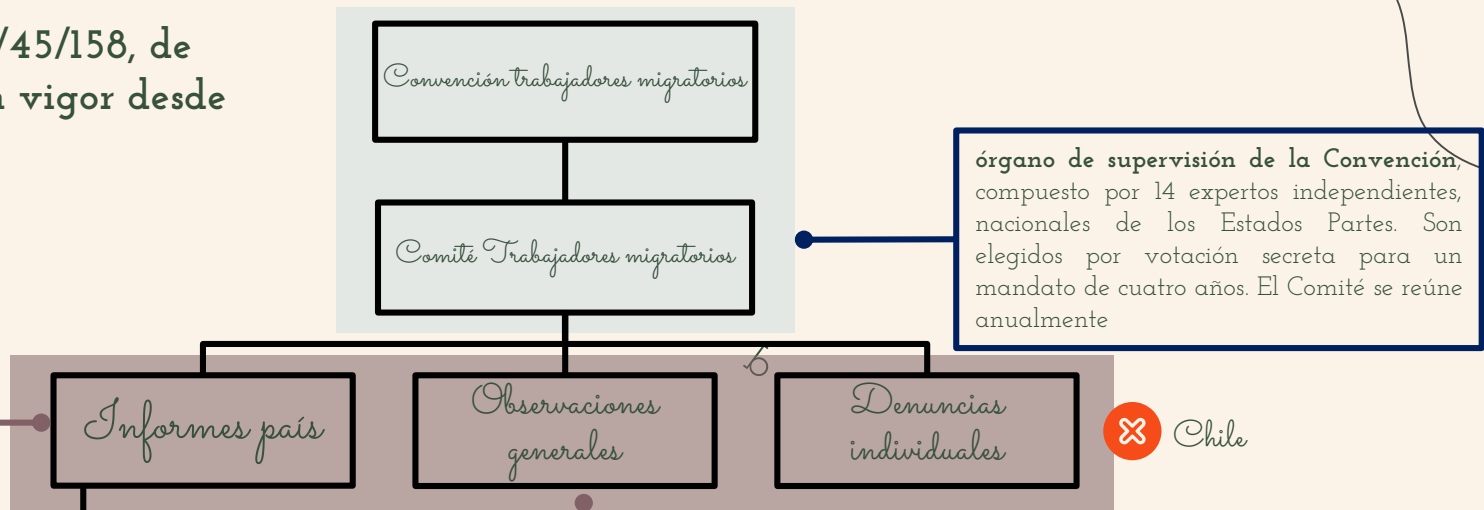 /45/158, de
vigor desde
Convención trabajadores migratorios
Comité Trabajadores migratorios
órgano de supervisión de la Convención,
compuesto por 14 expertos independientes,
nacionales de los Estados Partes. Son
elegidos por votación secreta para un
mandato de cuatro años. El Comité se reúne
anualmente
Informes país
Observaciones
generales
Denuncias
individuales
Chile